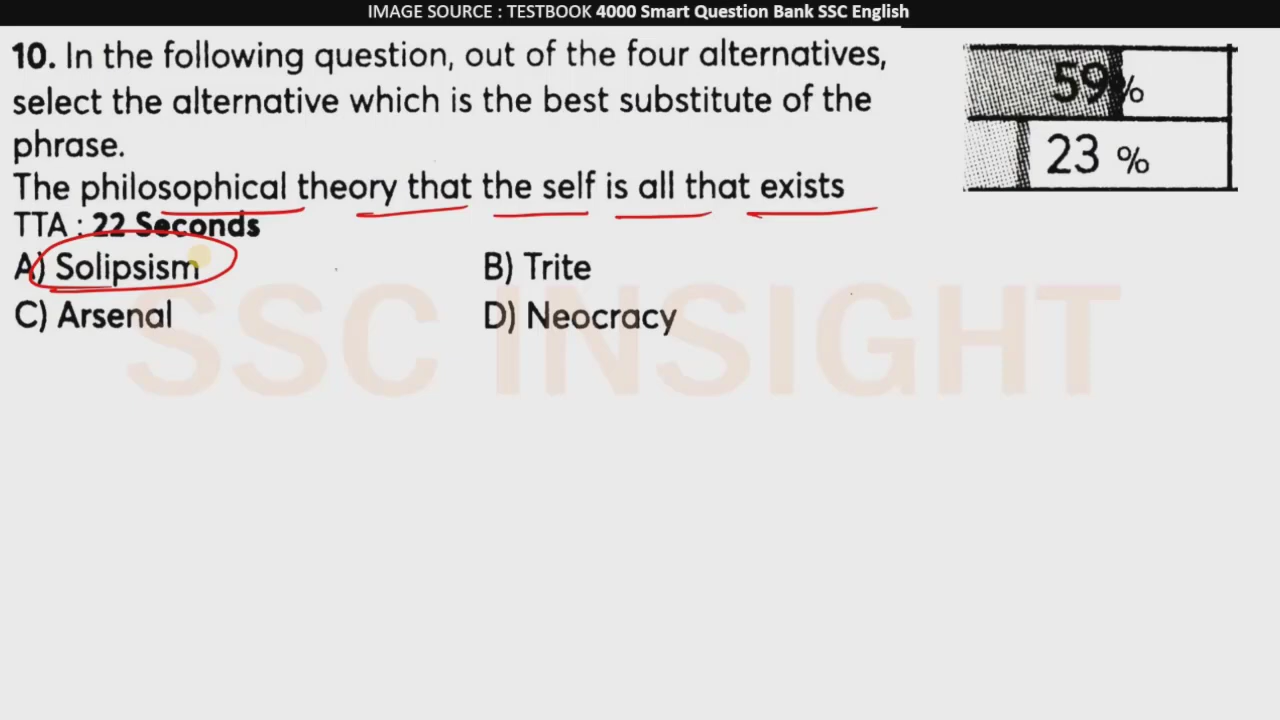 IMAGE SOURCE : TESTBOOK 4000 Smart Question Bank SSC English
10. In the following question, out of the four alternatives,
select the alternative which is the best substitute of the
phrase.
The philosophical theory that the self is all that exists
TTA : 22 Seconds
A) Solipsism
B) Trite
C) Arsenal
D) Neocracy
59%
23 %
SSC INSIGHT